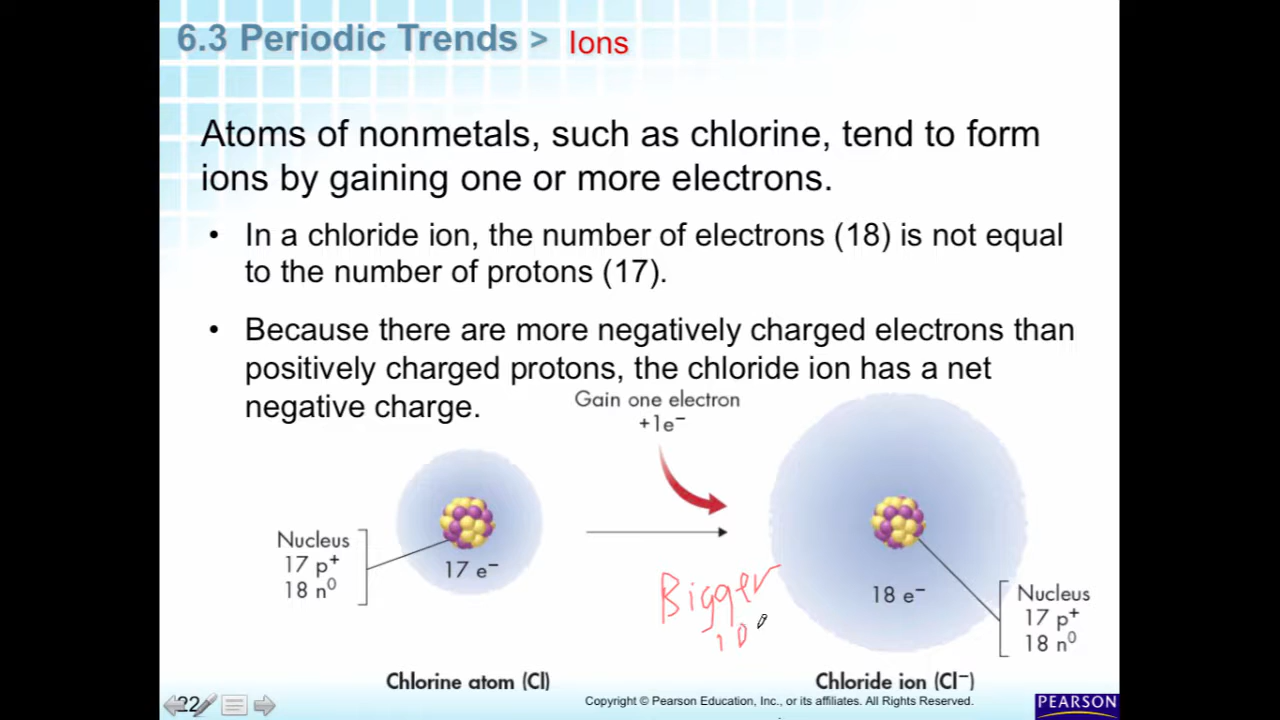 6.3 Periodic Trends > Ions
Atoms of nonmetals, such as chlorine, tend to form
ions by gaining one or more electrons.
• In a chloride ion, the number of electrons (18) is not equal
to the number of protons (17).
• Because there are more negatively charged electrons than
positively charged protons, the chloride ion has a net
negative charge.
Gain one electron
+1e⁻
Nucleus
17 p⁺
18 n⁰
17 e⁻
Bigger
10
18 e⁻
Nucleus
17 p⁺
18 n⁰
Chlorine atom (Cl)
Chloride ion (Cl⁻)
22
Copyright © Pearson Education, Inc., or its affiliates. All Rights Reserved.
PEARSON